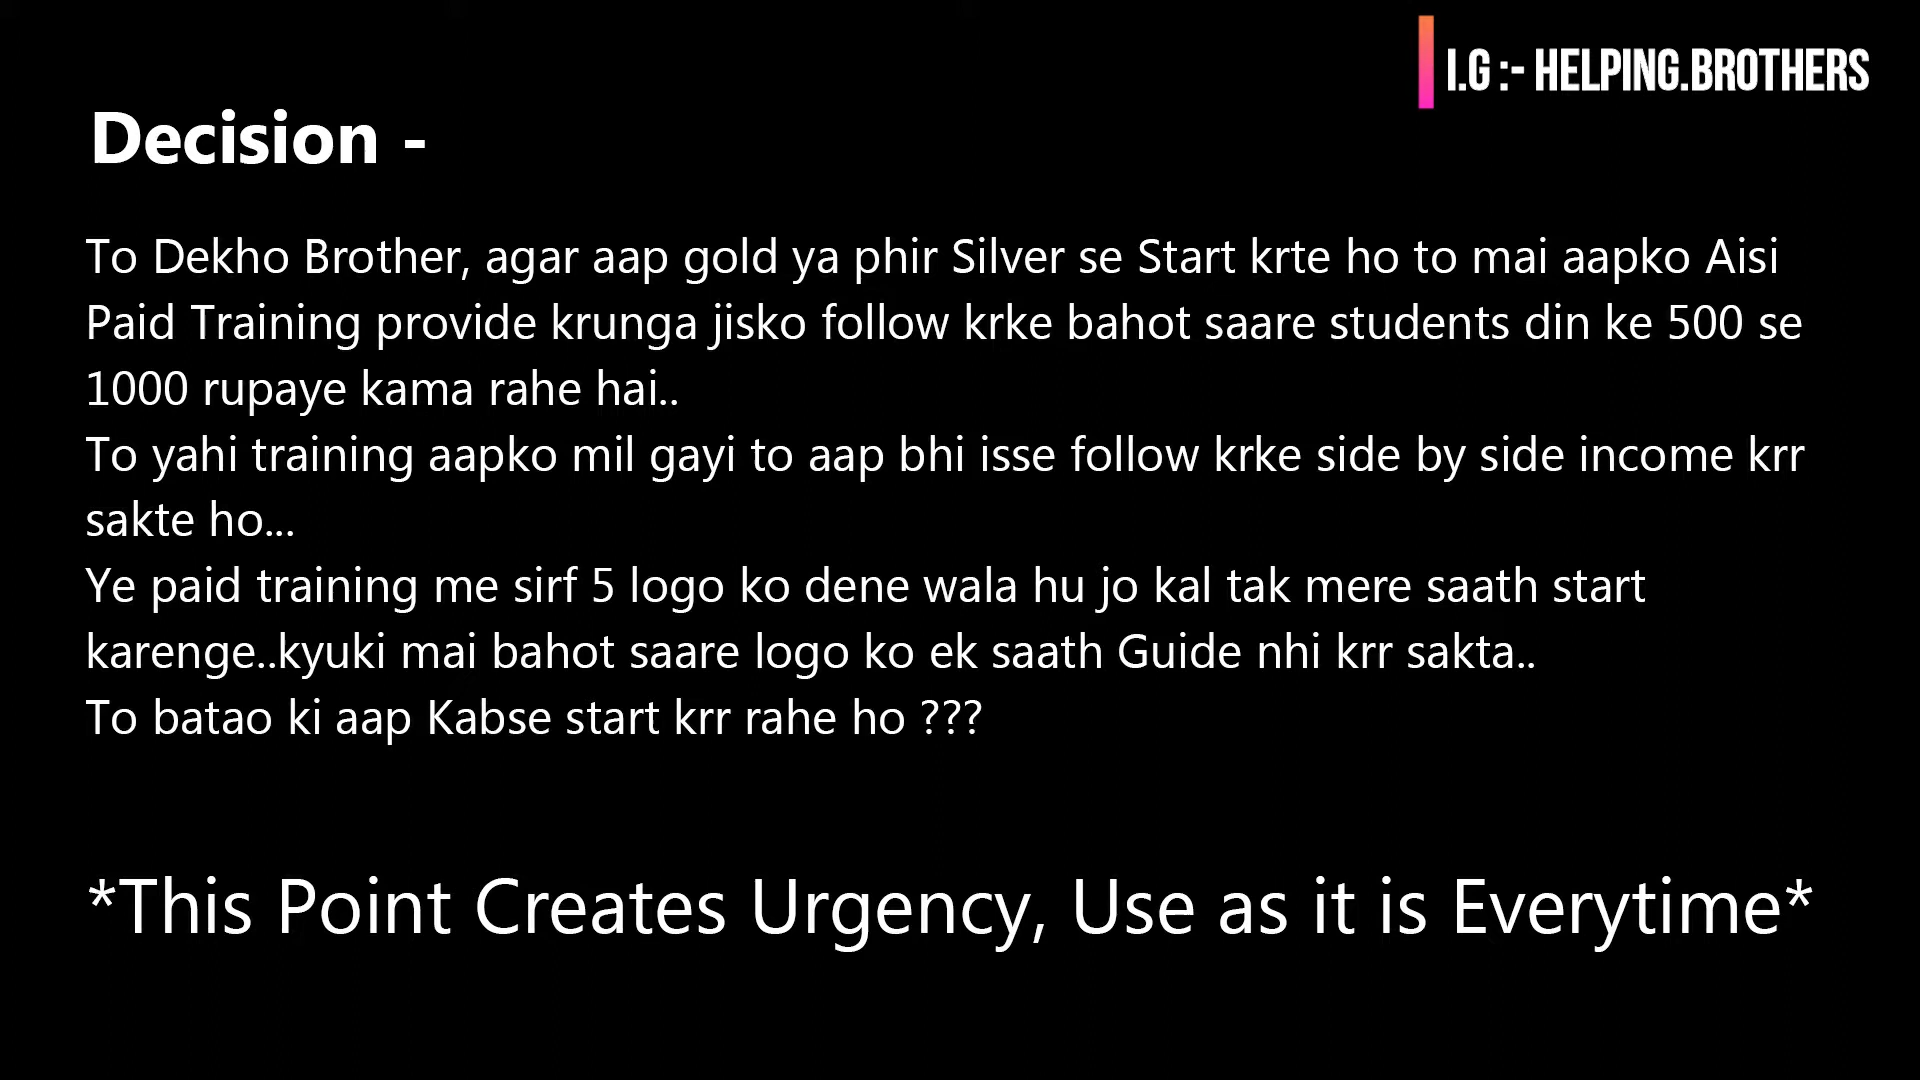 I.G :- HELPING.BROTHERS
Decision -
To Dekho Brother, agar aap gold ya phir Silver se Start krte ho to mai aapko Aisi
Paid Training provide krunga jisko follow krke bahot saare students din ke 500 se
1000 rupaye kama rahe hai..
To yahi training aapko mil gayi to aap bhi isse follow krke side by side income krr
sakte ho...
Ye paid training me sirf 5 logo ko dene wala hu jo kal tak mere saath start
karenge..kyuki mai bahot saare logo ko ek saath Guide nhi krr sakta..
To batao ki aap Kabse start krr rahe ho ???
*This Point Creates Urgency, Use as it is Everytime*